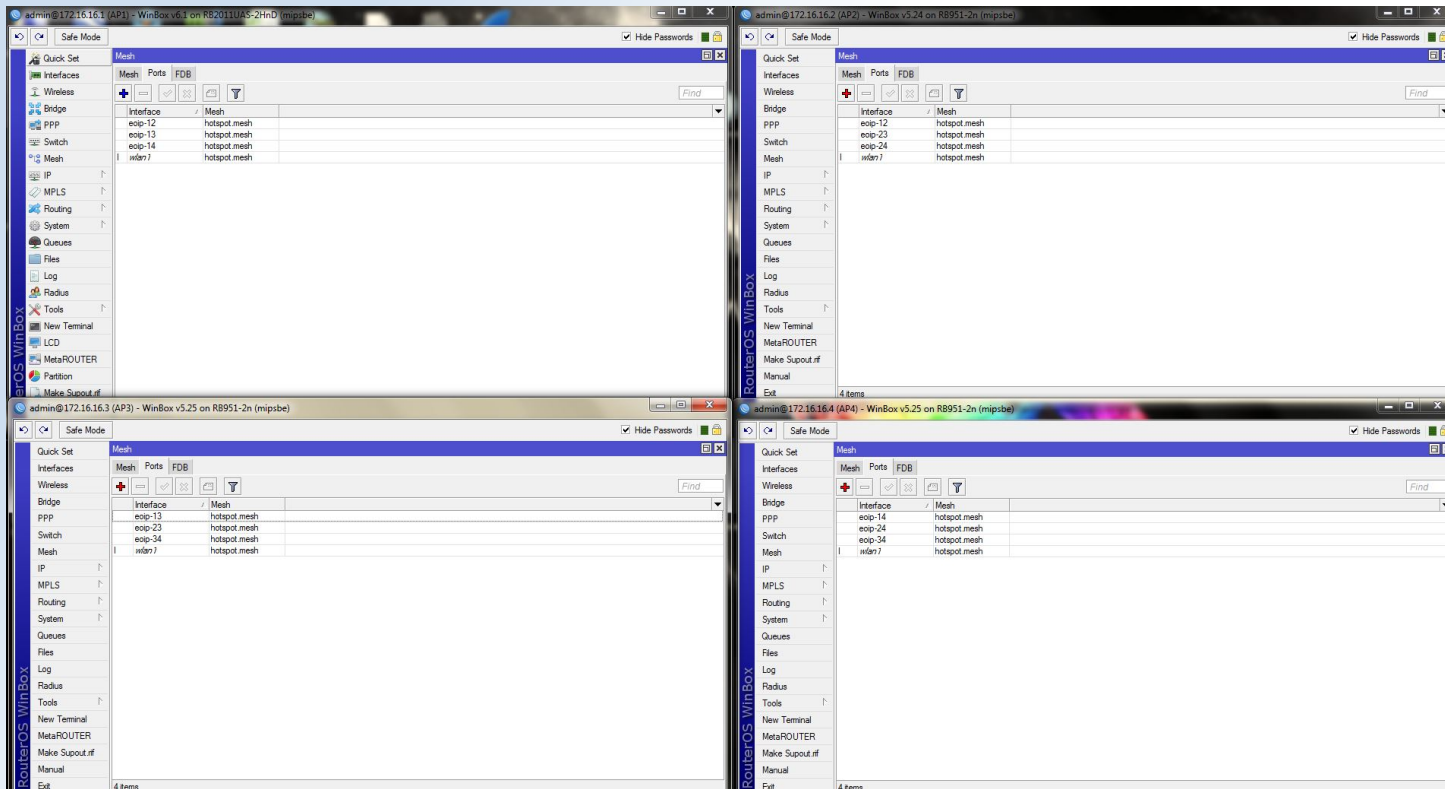 admin@172.16.16.1 (AP1) - WinBox v6.1 on RB2011UAS-2HnD (mipsbe)
Safe Mode
Hide Passwords
Quick Set
Interfaces
Wireless
Bridge
PPP
Switch
Mesh
IP
MPLS
Routing
System
Queues
Files
Log
Radius
Tools
New Terminal
LCD
MetaROUTER
Partition
Make Supout.rif
erOS WinBox
Mesh
Mesh Ports FDB
Find
Interface / Mesh
eoip-12 hotspot.mesh
eoip-13 hotspot.mesh
eoip-14 hotspot.mesh
I wlan1 hotspot.mesh
admin@172.16.16.2 (AP2) - WinBox v5.24 on RB951-2n (mipsbe)
Safe Mode
Hide Passwords
Quick Set
Interfaces
Wireless
Bridge
PPP
Switch
Mesh
IP
MPLS
Routing
System
Queues
Files
Log
Radius
Tools
New Terminal
MetaROUTER
Make Supout.rif
Manual
Exit
RouterOS WinBox
Mesh
Mesh Ports FDB
Find
Interface / Mesh
eoip-12 hotspot.mesh
eoip-23 hotspot.mesh
eoip-24 hotspot.mesh
I wlan1 hotspot.mesh
4 items
admin@172.16.16.3 (AP3) - WinBox v5.25 on RB951-2n (mipsbe)
Safe Mode
Hide Passwords
Quick Set
Interfaces
Wireless
Bridge
PPP
Switch
Mesh
IP
MPLS
Routing
System
Queues
Files
Log
Radius
Tools
New Terminal
MetaROUTER
Make Supout.rif
Manual
Exit
RouterOS WinBox
Mesh
Mesh Ports FDB
Find
Interface / Mesh
eoip-13 hotspot.mesh
eoip-23 hotspot.mesh
eoip-34 hotspot.mesh
I wlan1 hotspot.mesh
4 items
admin@172.16.16.4 (AP4) - WinBox v5.25 on RB951-2n (mipsbe)
Safe Mode
Hide Passwords
Quick Set
Interfaces
Wireless
Bridge
PPP
Switch
Mesh
IP
MPLS
Routing
System
Queues
Files
Log
Radius
Tools
New Terminal
MetaROUTER
Make Supout.rif
Manual
Exit
RouterOS WinBox
Mesh
Mesh Ports FDB
Find
Interface / Mesh
eoip-14 hotspot.mesh
eoip-24 hotspot.mesh
eoip-34 hotspot.mesh
I wlan1 hotspot.mesh
4 items